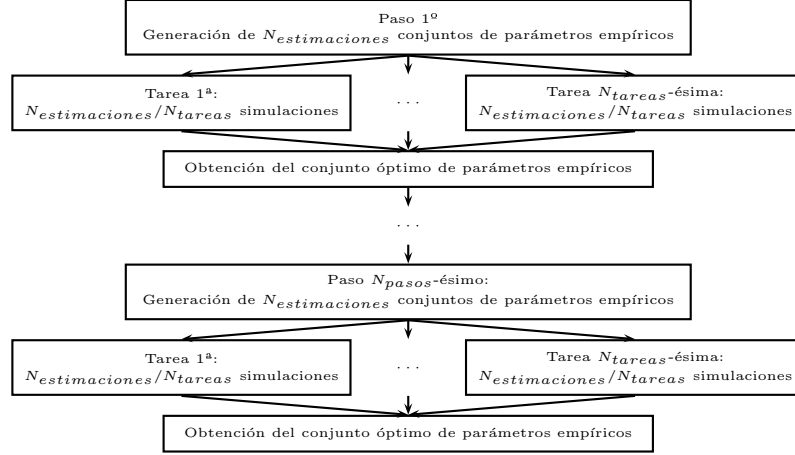 Paso 1º
Generación de N_estimaciones conjuntos de parámetros empíricos
Tarea 1ª:
N_estimaciones/N_tareas simulaciones
...
Tarea N_tareas-ésima:
N_estimaciones/N_tareas simulaciones
Obtención del conjunto óptimo de parámetros empíricos
...
Paso N_pasos-ésimo:
Generación de N_estimaciones conjuntos de parámetros empíricos
Tarea 1ª:
N_estimaciones/N_tareas simulaciones
...
Tarea N_tareas-ésima:
N_estimaciones/N_tareas simulaciones
Obtención del conjunto óptimo de parámetros empíricos